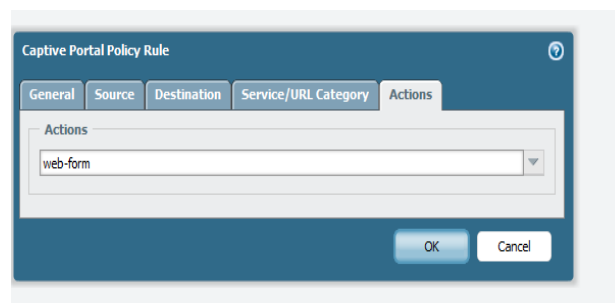 Captive Portal Policy Rule
General Source Destination Service/URL Category Actions
Actions
web-form
OK Cancel